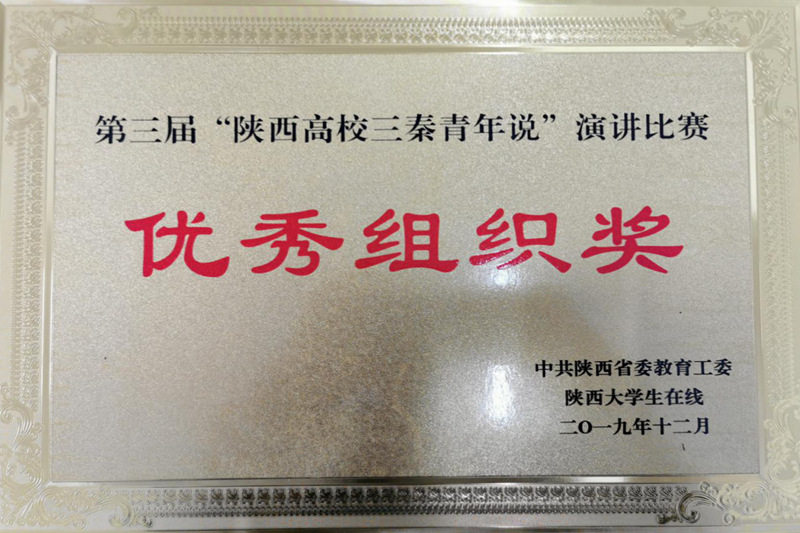 第三届“陕西高校三秦青年说”演讲比赛
优秀组织奖
中共陕西省委教育工委
陕西大学生在线
二〇一九年十二月